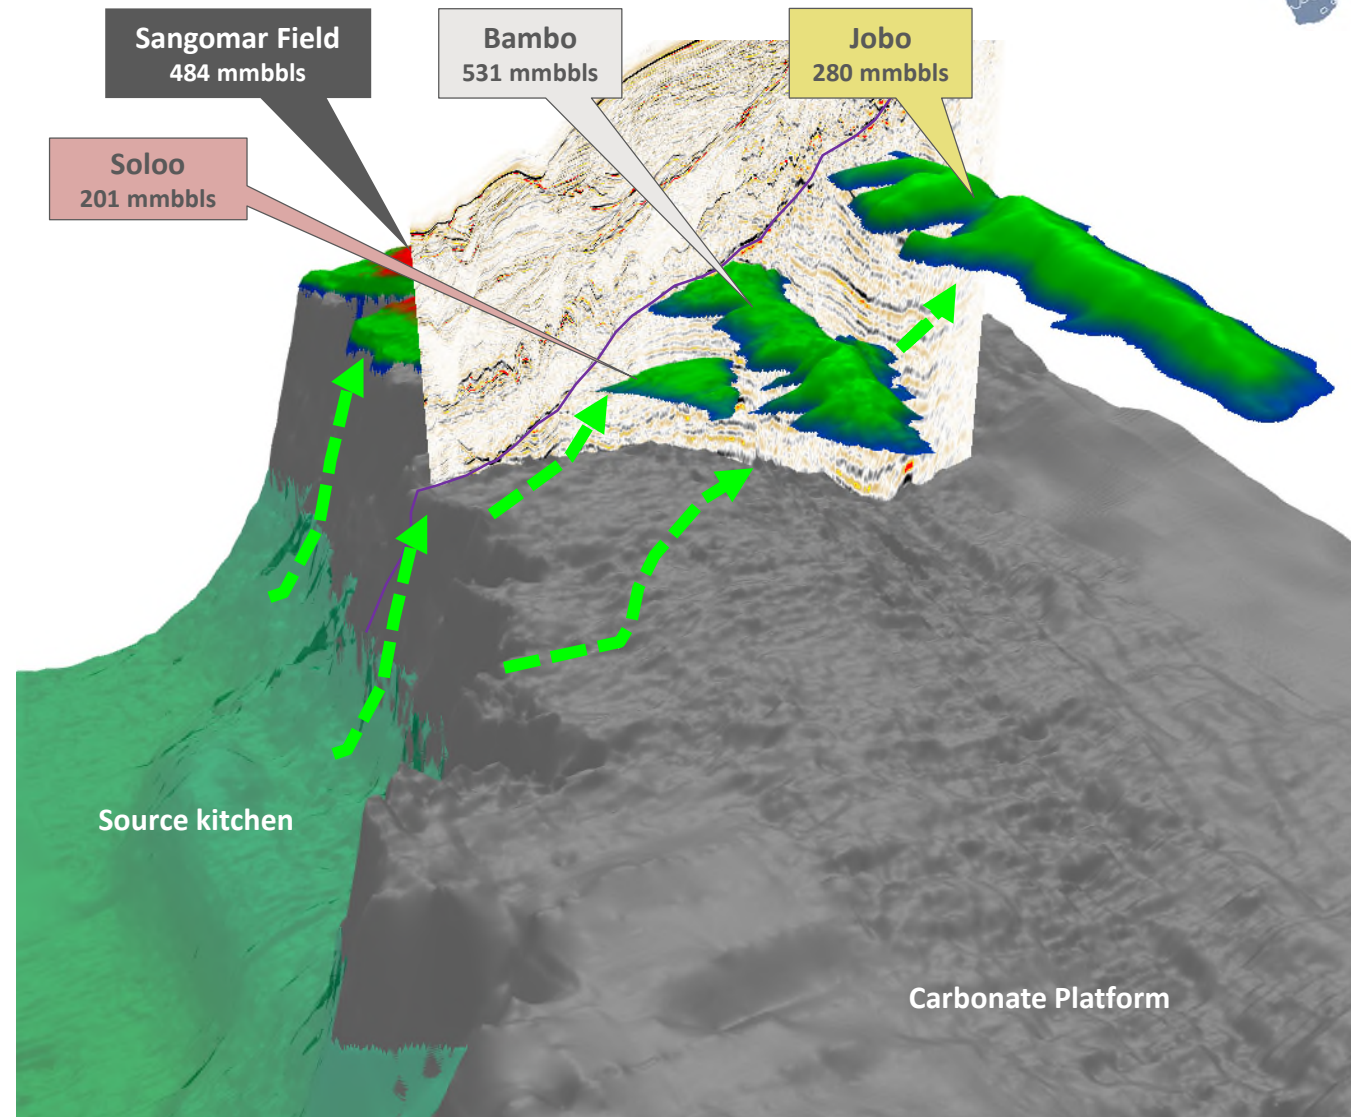 Sangomar Field
484 mmbbls
Bambo
531 mmbbls
Jobo
280 mmbbls
Soloo
201 mmbbls
Source kitchen
Carbonate Platform